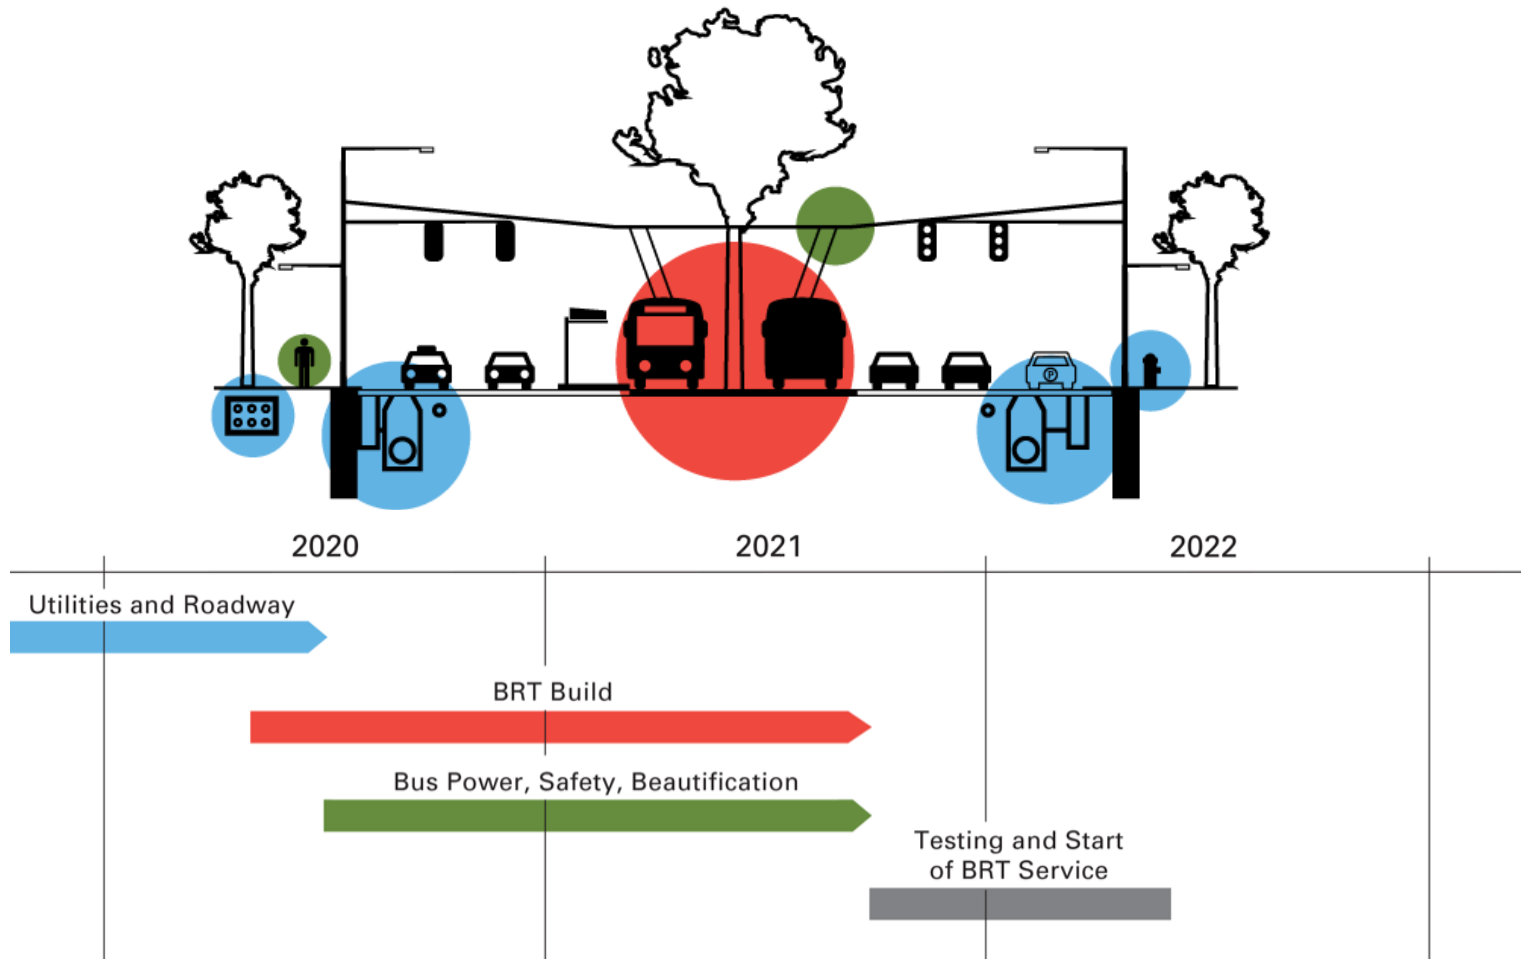 P
2020
2021
2022
Utilities and Roadway
BRT Build
Bus Power, Safety, Beautification
Testing and Start
of BRT Service